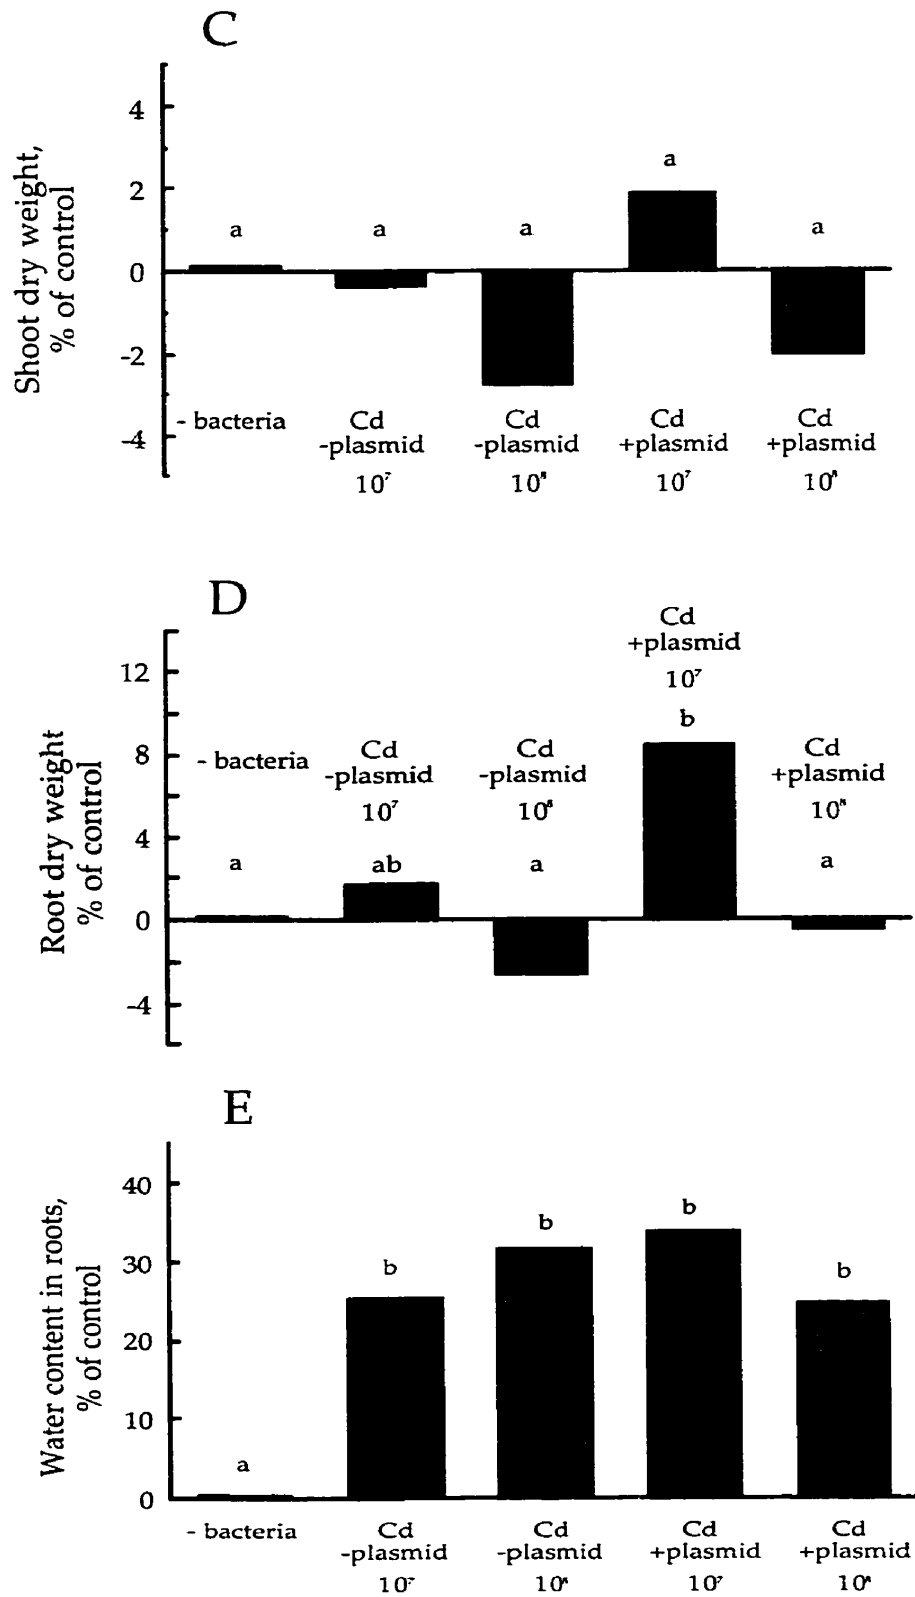 C
Shoot dry weight,
% of control
4
2
0
-2
-4
a
a
a
a
a
- bacteria
Cd
-plasmid
10⁷
Cd
-plasmid
10⁸
Cd
+plasmid
10⁷
Cd
+plasmid
10⁸
D
Root dry weight
% of control
12
8
4
0
-4
- bacteria
a
Cd
-plasmid
10⁷
ab
Cd
-plasmid
10⁸
a
Cd
+plasmid
10⁷
b
Cd
+plasmid
10⁸
a
E
Water content in roots,
% of control
40
30
20
10
0
a
b
b
b
b
- bacteria
Cd
-plasmid
10⁷
Cd
-plasmid
10⁸
Cd
+plasmid
10⁷
Cd
+plasmid
10⁸